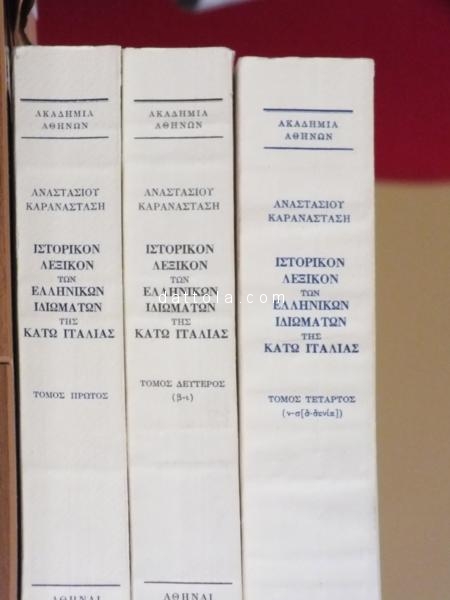 ΑΚΑΔΗΜΙΑ
ΑΘΗΝΩΝ
ΑΝΑΣΤΑΣΙΟΥ
ΚΑΡΑΝΑΣΤΑΣΗ
ΙΣΤΟΡΙΚΟΝ
ΛΕΞΙΚΟΝ
ΤΩΝ
ΕΛΛΗΝΙΚΩΝ
ΙΔΙΩΜΑΤΩΝ
ΤΗΣ
ΚΑΤΩ ΙΤΑΛΙΑΣ
ΤΟΜΟΣ ΠΡΩΤΟΣ
ΑΘΗΝΑΙ
ΑΚΑΔΗΜΙΑ
ΑΘΗΝΩΝ
ΑΝΑΣΤΑΣΙΟΥ
ΚΑΡΑΝΑΣΤΑΣΗ
ΙΣΤΟΡΙΚΟΝ
ΛΕΞΙΚΟΝ
ΤΩΝ
ΕΛΛΗΝΙΚΩΝ
ΙΔΙΩΜΑΤΩΝ
ΤΗΣ
ΚΑΤΩ ΙΤΑΛΙΑΣ
ΤΟΜΟΣ ΔΕΥΤΕΡΟΣ
(β-ι)
ΑΘΗΝΑΙ
ΑΚΑΔΗΜΙΑ
ΑΘΗΝΩΝ
ΑΝΑΣΤΑΣΙΟΥ
ΚΑΡΑΝΑΣΤΑΣΗ
ΙΣΤΟΡΙΚΟΝ
ΛΕΞΙΚΟΝ
ΤΩΝ
ΕΛΛΗΝΙΚΩΝ
ΙΔΙΩΜΑΤΩΝ
ΤΗΣ
ΚΑΤΩ ΙΤΑΛΙΑΣ
ΤΟΜΟΣ ΤΕΤΑΡΤΟΣ
dattola.com